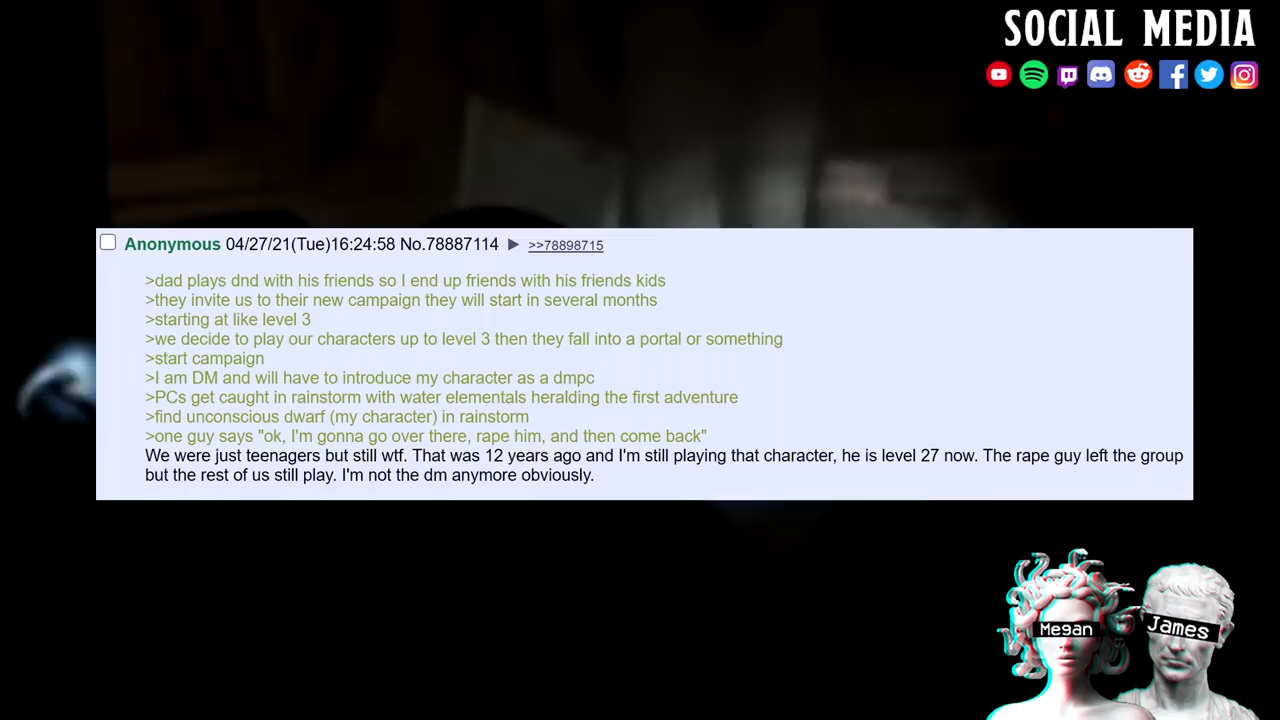 SOCIAL MEDIA
Anonymous 04/27/21(Tue)16:24:58 No.78887114 ▶ >>78898715
>dad plays dnd with his friends so I end up friends with his friends kids
>they invite us to their new campaign they will start in several months
>starting at like level 3
>we decide to play our characters up to level 3 then they fall into a portal or something
>start campaign
>I am DM and will have to introduce my character as a dmpc
>PCs get caught in rainstorm with water elementals heralding the first adventure
>find unconscious dwarf (my character) in rainstorm
>one guy says "ok, I'm gonna go over there, rape him, and then come back"
We were just teenagers but still wtf. That was 12 years ago and I'm still playing that character, he is level 27 now. The rape guy left the group
but the rest of us still play. I'm not the dm anymore obviously.
Megan
James